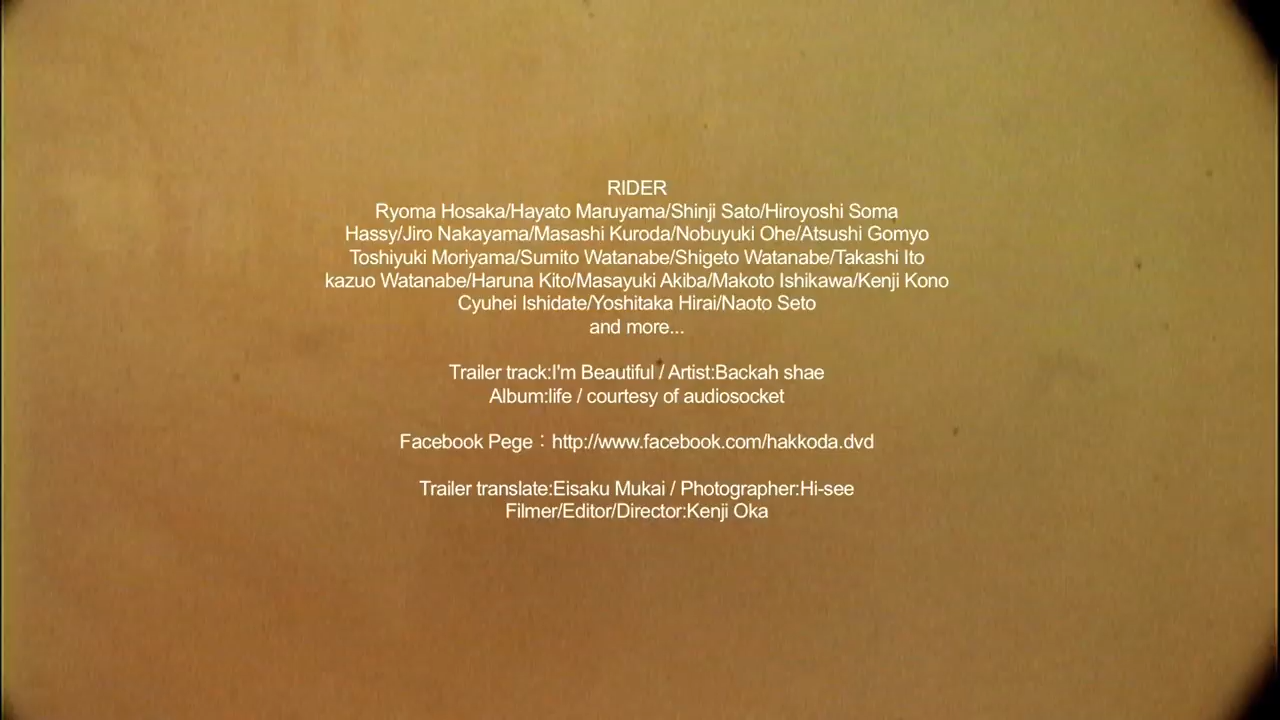 RIDER
Ryoma Hosaka/Hayato Maruyama/Shinji Sato/Hiroyoshi Soma
Hassy/Jiro Nakayama/Masashi Kuroda/Nobuyuki Ohe/Atsushi Gomyo
Toshiyuki Moriyama/Sumito Watanabe/Shigeto Watanabe/Takashi Ito
kazuo Watanabe/Haruna Kito/Masayuki Akiba/Makoto Ishikawa/Kenji Kono
Cyuhei Ishidate/Yoshitaka Hirai/Naoto Seto
and more...
Trailer track:I'm Beautiful / Artist:Backah shae
Album:life / courtesy of audiosocket
Facebook Pege：http://www.facebook.com/hakkoda.dvd
Trailer translate:Eisaku Mukai / Photographer:Hi-see
Filmer/Editor/Director:Kenji Oka